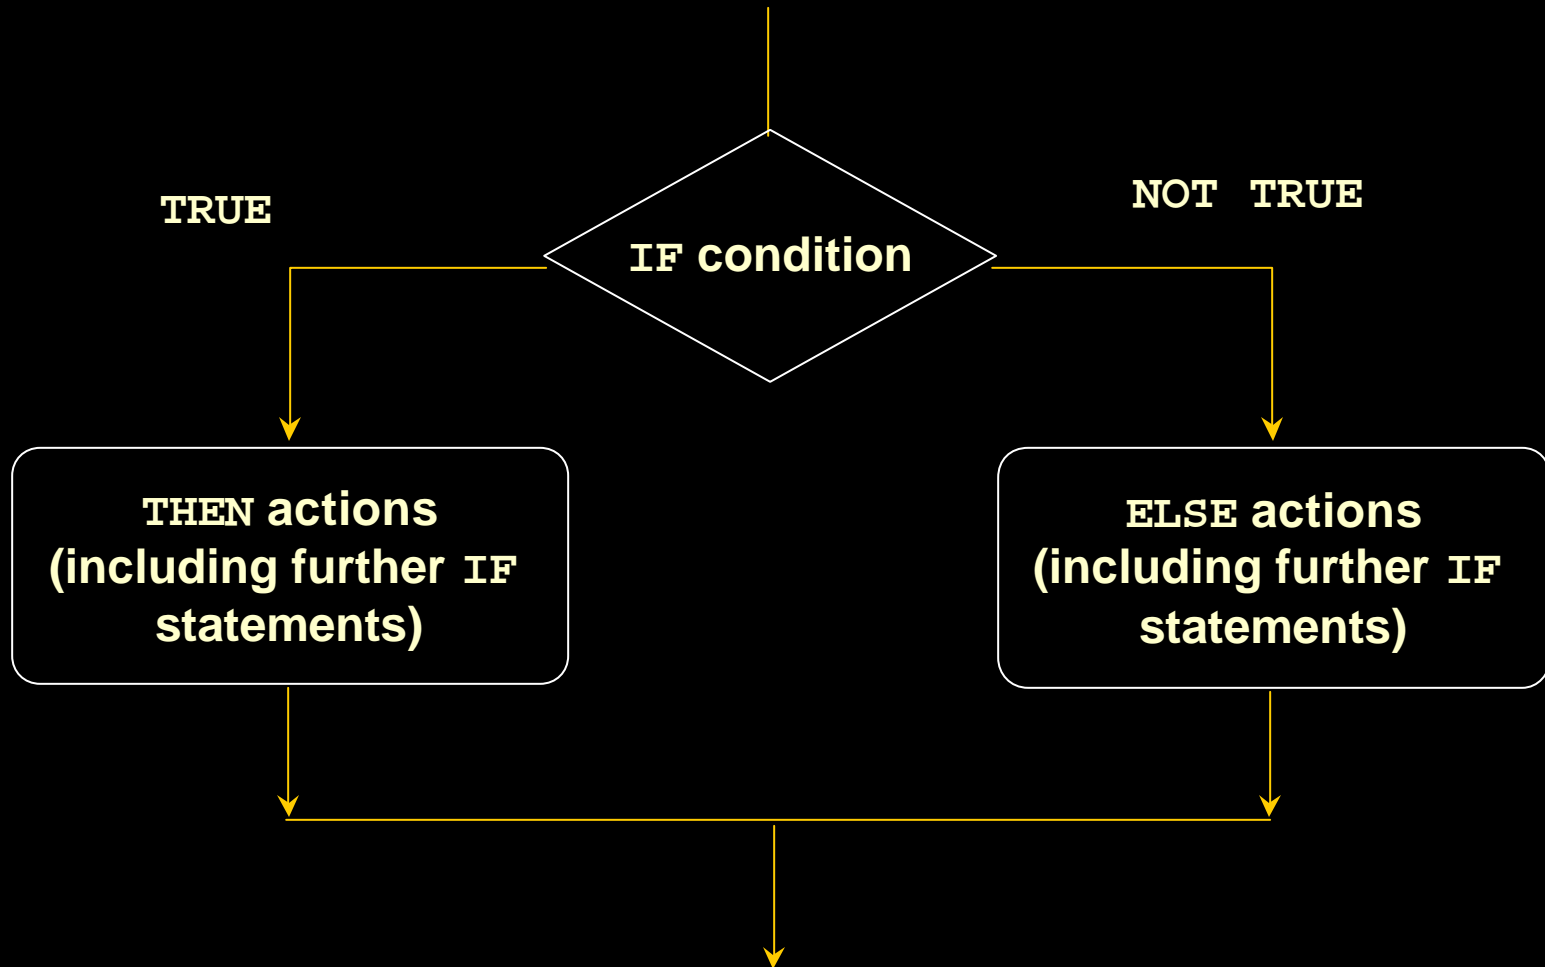 TRUE
NOT TRUE
IF condition
THEN actions
(including further IF
statements)
ELSE actions
(including further IF
statements)